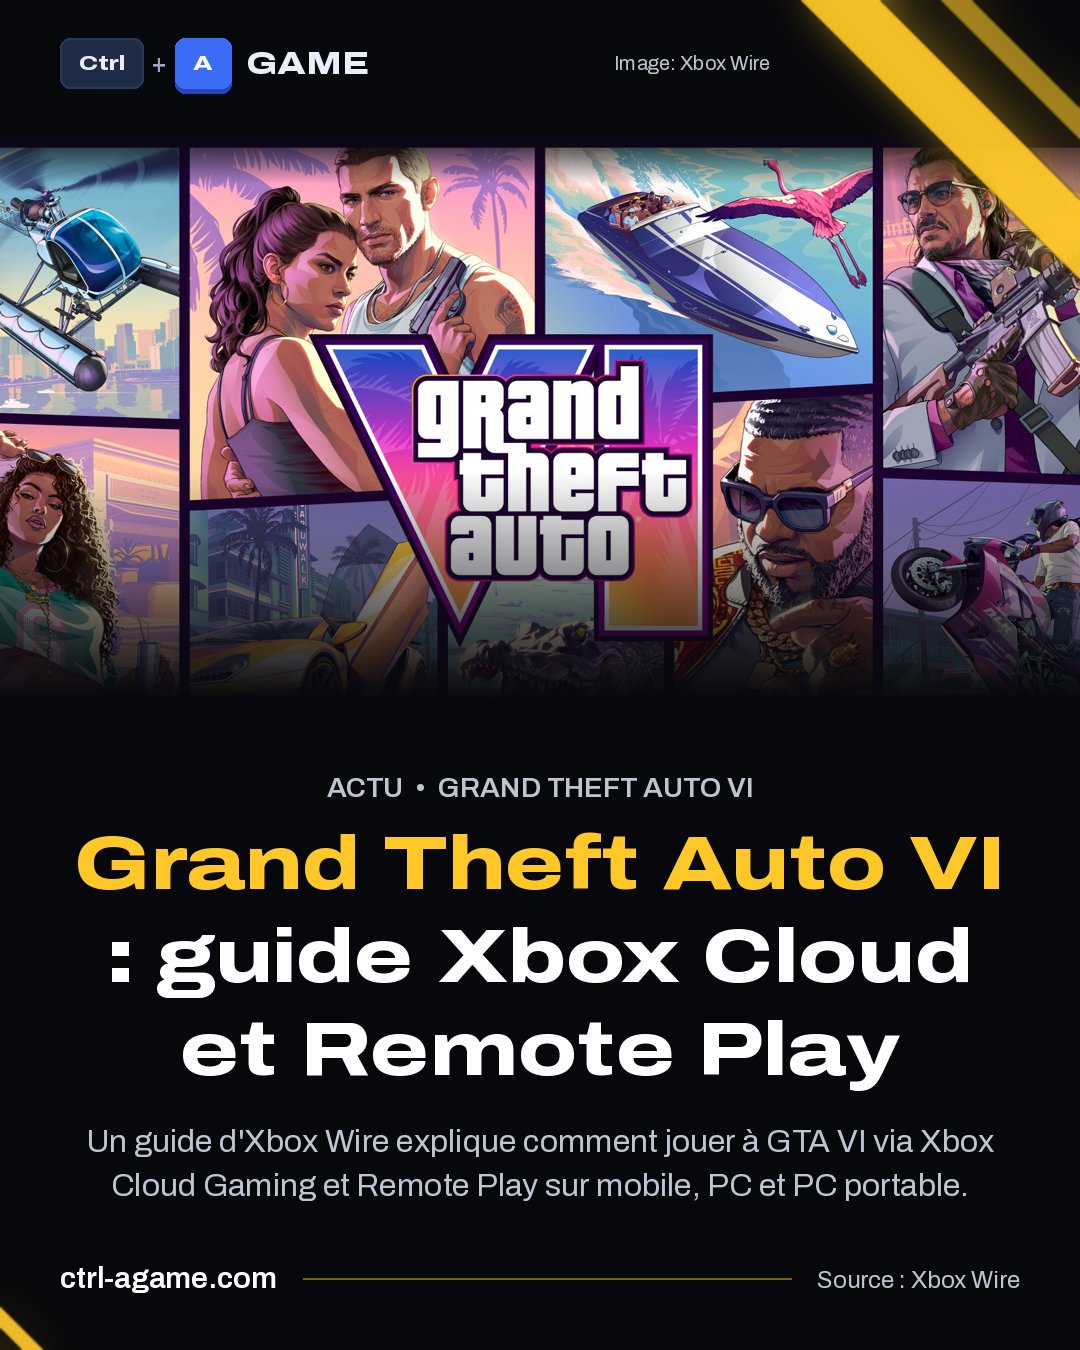 Ctrl + A GAME
Image: Xbox Wire
grand
theft
auto
VI
ACTU • GRAND THEFT AUTO VI
Grand Theft Auto VI
: guide Xbox Cloud
et Remote Play
Un guide d'Xbox Wire explique comment jouer à GTA VI via Xbox
Cloud Gaming et Remote Play sur mobile, PC et PC portable.
ctrl-agame.com
Source : Xbox Wire